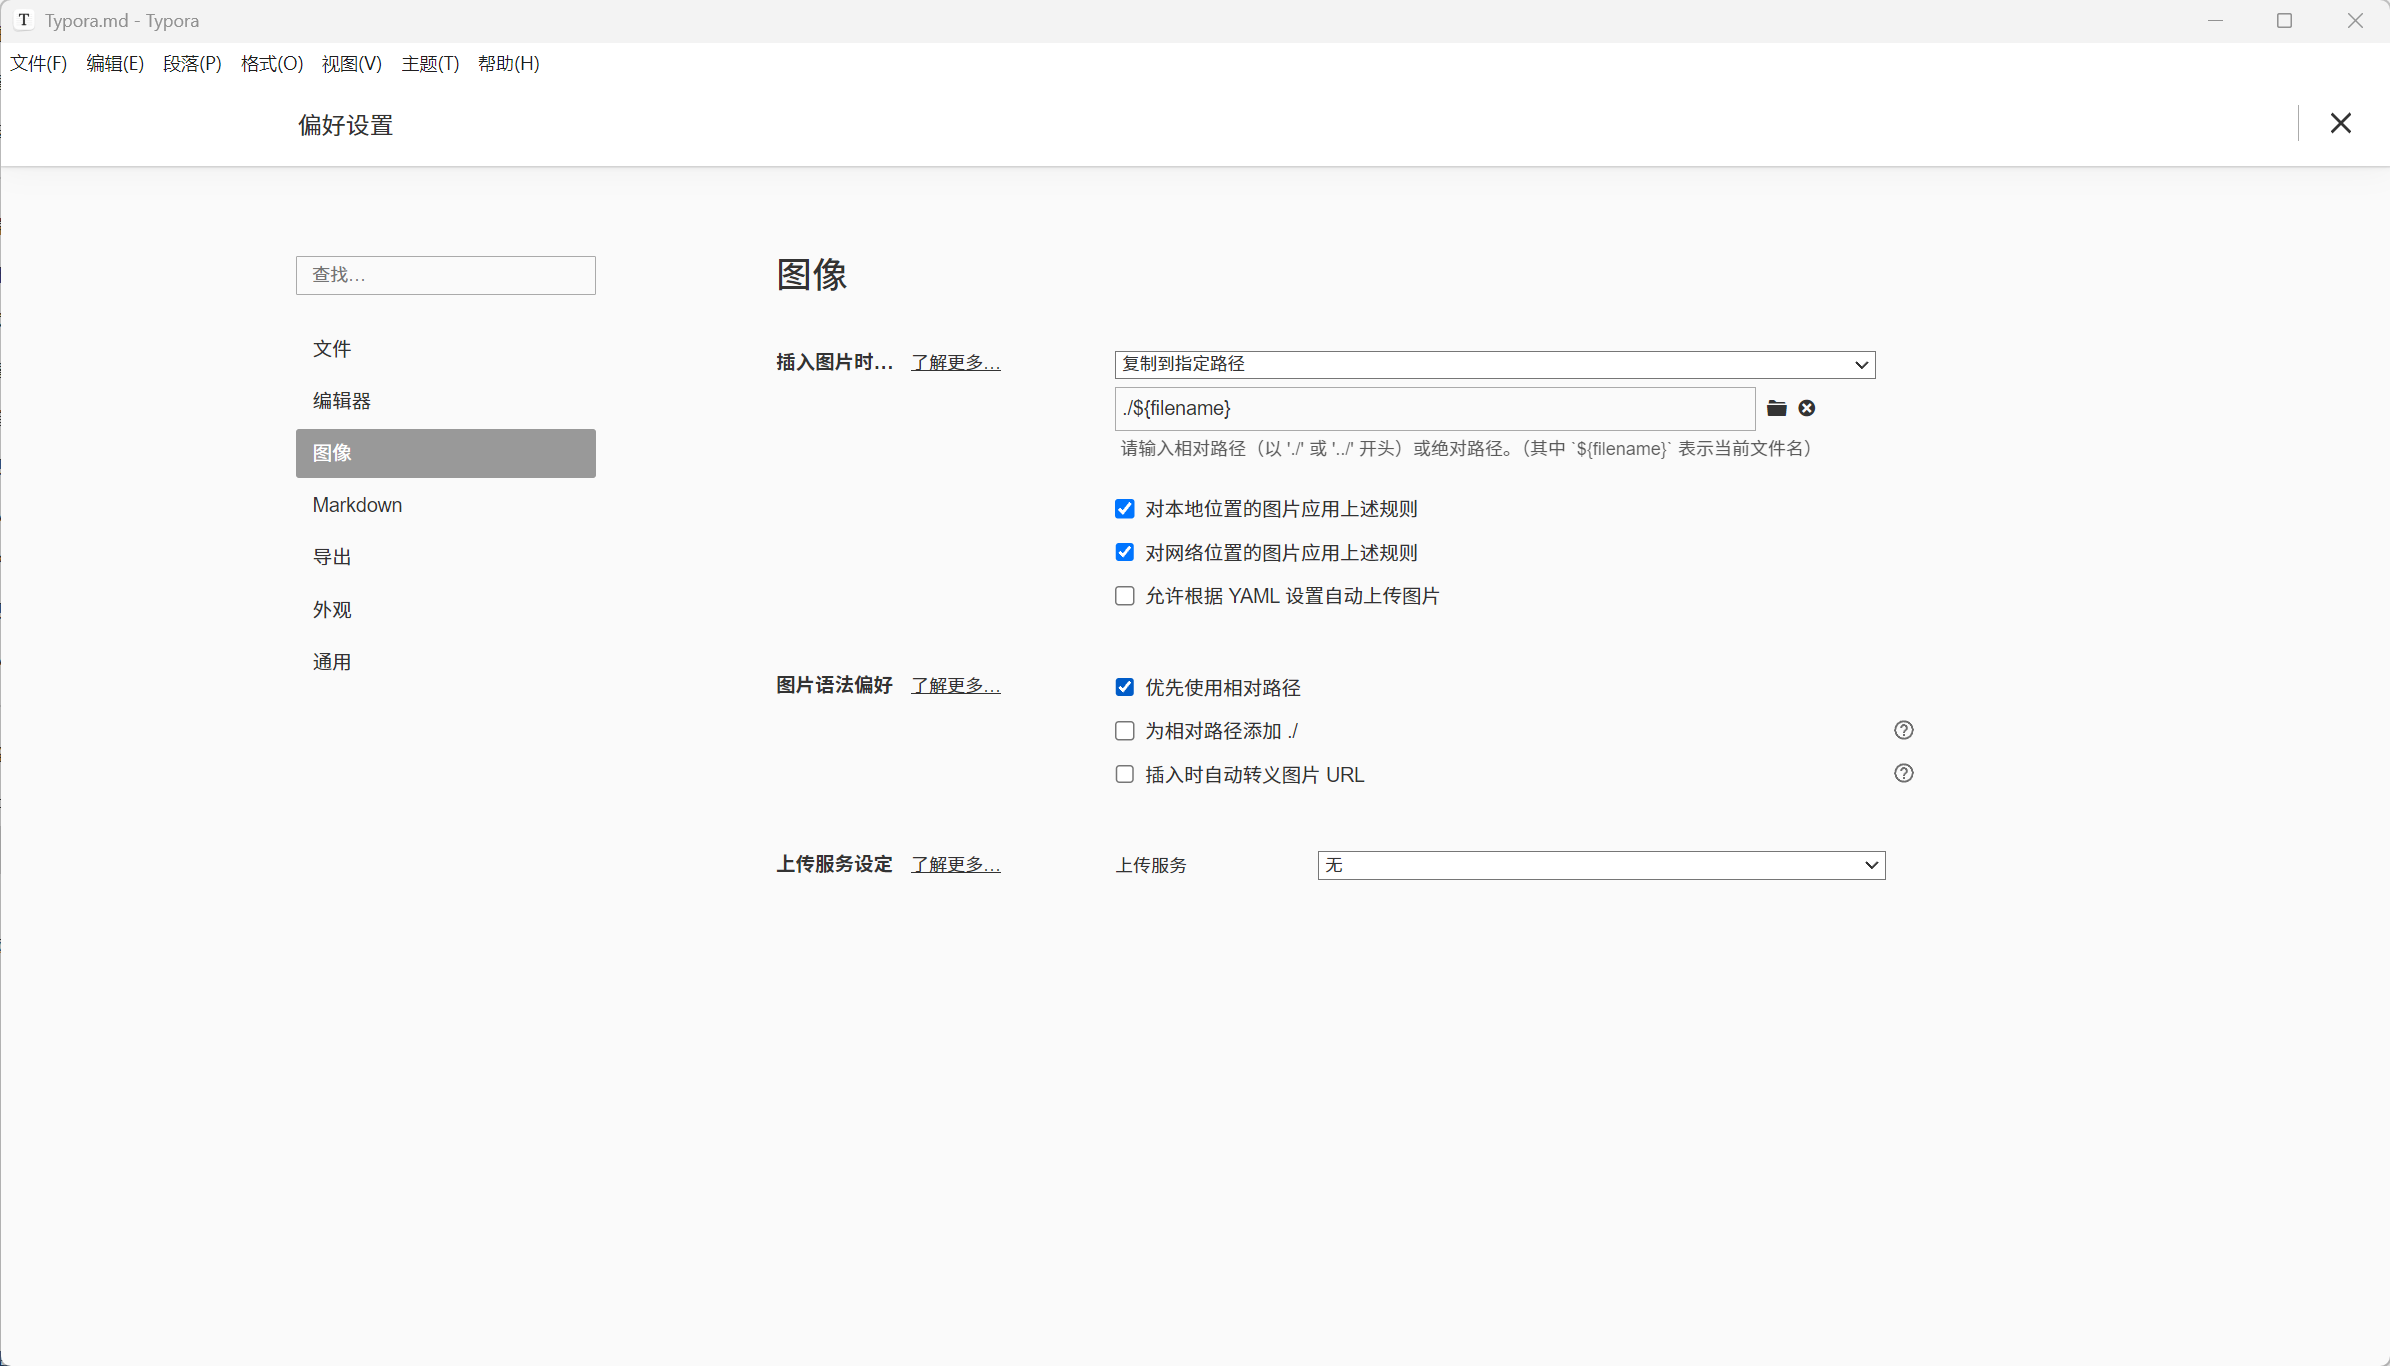 T Typora.md - Typora
文件(F) 编辑(E) 段落(P) 格式(O) 视图(V) 主题(T) 帮助(H)
偏好设置
查找...
文件
编辑器
图像
Markdown
导出
外观
通用
图像
插入图片时... 了解更多...
复制到指定路径
./${filename}
请输入相对路径（以 './' 或 '../' 开头）或绝对路径。（其中 `${filename}` 表示当前文件名）
对本地位置的图片应用上述规则
对网络位置的图片应用上述规则
允许根据 YAML 设置自动上传图片
图片语法偏好 了解更多...
优先使用相对路径
为相对路径添加 ./
插入时自动转义图片 URL
上传服务设定 了解更多...
上传服务 无